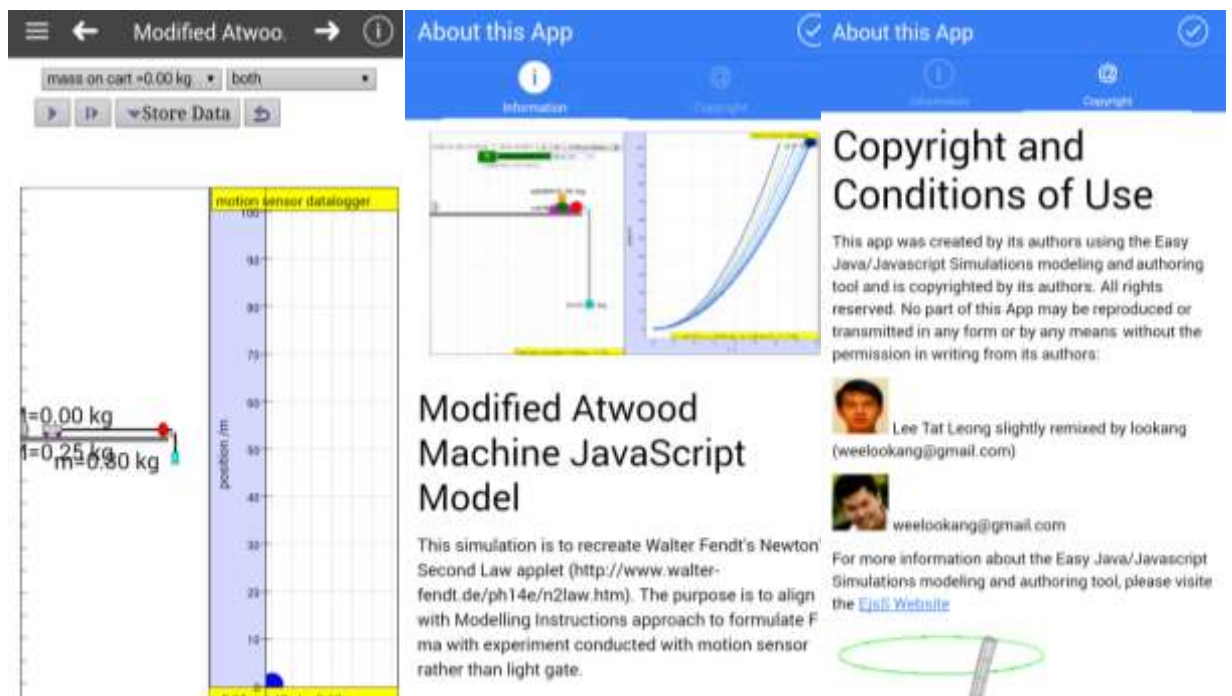 Modified Atwoo.
mass on cart =0.00 kg
both
Store Data
motion sensor datalogger
100
90
80
70
60
50
40
30
20
10
0
position /m
M=0.00 kg
M=0.25 kg
m=0.80 kg
About this App
Information
Copyright
Modified Atwood
Machine JavaScript
Model
This simulation is to recreate Walter Fendt's Newton'
Second Law applet (http://www.walter-
fendt.de/ph14e/n2law.htm). The purpose is to align
with Modelling Instructions approach to formulate F
ma with experiment conducted with motion sensor
rather than light gate.
About this App
Information
@
Copyright
Copyright and
Conditions of Use
This app was created by its authors using the Easy
Java/Javascript Simulations modeling and authoring
tool and is copyrighted by its authors. All rights
reserved. No part of this App may be reproduced or
transmitted in any form or by any means without the
permission in writing from its authors:
Lee Tat Leong slightly remixed by lookang
(weelookang@gmail.com)
weelookang@gmail.com
For more information about the Easy Java/Javascript
Simulations modeling and authoring tool, please visite
the EjsS Website